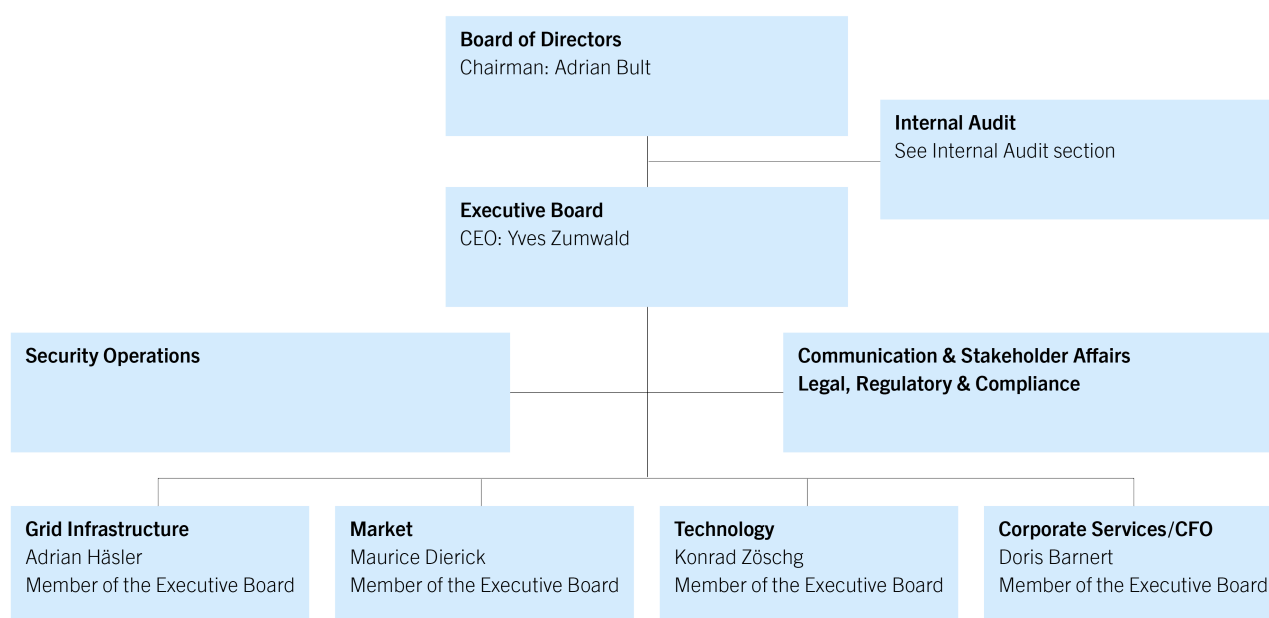 Board of Directors
Chairman: Adrian Bult
Internal Audit
See Internal Audit section
Executive Board
CEO: Yves Zumwald
Security Operations
Communication & Stakeholder Affairs
Legal, Regulatory & Compliance
Grid Infrastructure
Adrian Häsler
Member of the Executive Board
Market
Maurice Dierick
Member of the Executive Board
Technology
Konrad Zöschg
Member of the Executive Board
Corporate Services/CFO
Doris Barnert
Member of the Executive Board